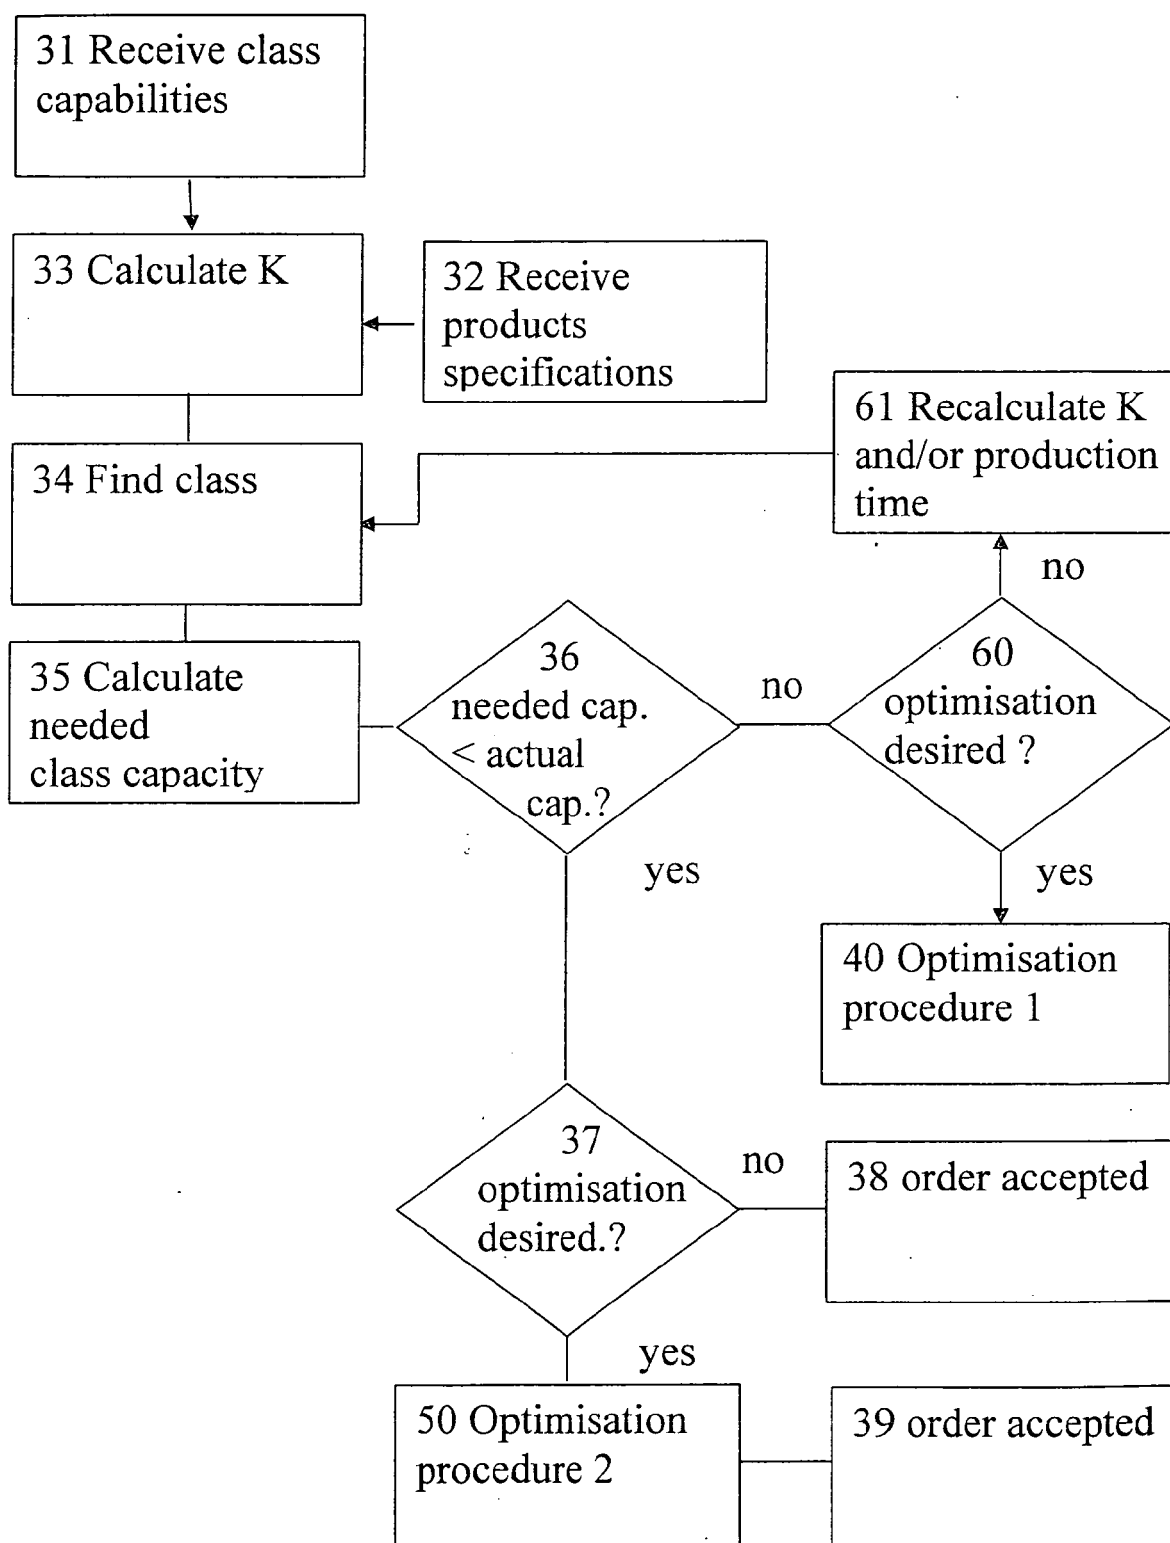 31 Receive class
capabilities
33 Calculate K
32 Receive
products
specifications
61 Recalculate K
and/or production
time
34 Find class
no
35 Calculate
needed
class capacity
36
needed cap.
< actual
cap.?
no
60
optimisation
desired ?
yes
yes
40 Optimisation
procedure 1
37
optimisation
desired.?
no
38 order accepted
yes
50 Optimisation
procedure 2
39 order accepted